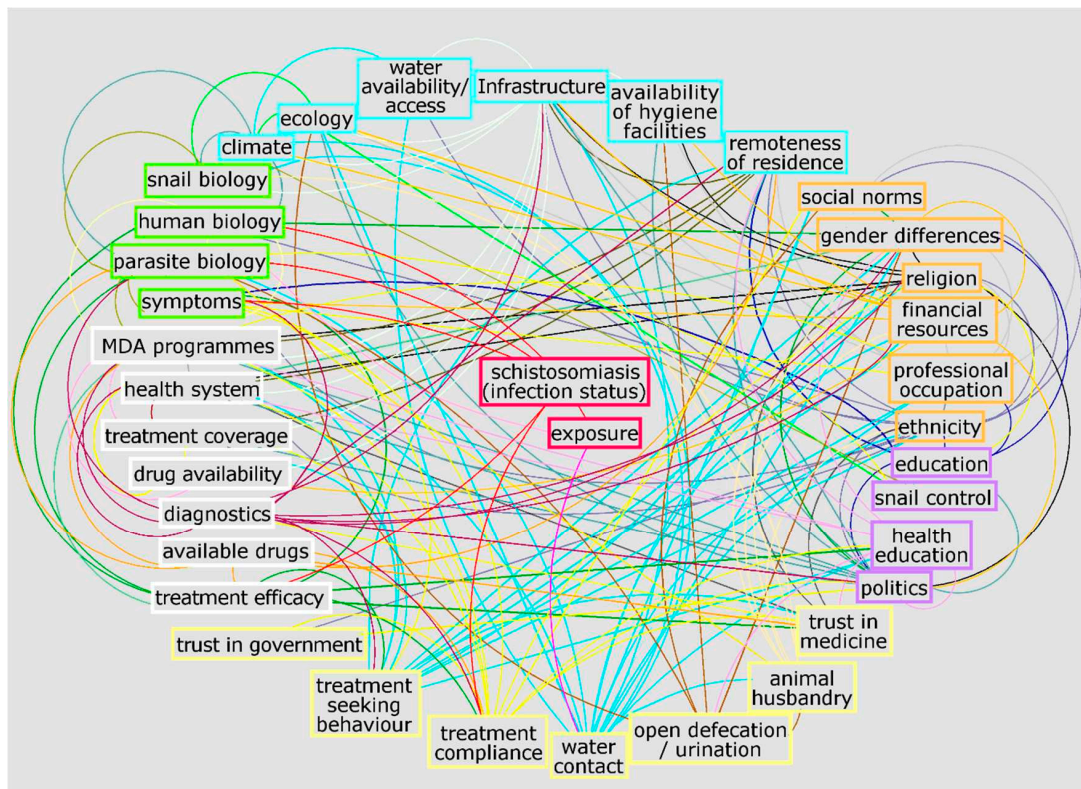 water
availability/
access
Infrastructure
availability
of hygiene
facilities
ecology
climate
remoteness
of residence
snail biology
social norms
human biology
gender differences
parasite biology
religion
symptoms
financial
resources
MDA programmes
schistosomiasis
(infection status)
professional
occupation
health system
exposure
ethnicity
treatment coverage
education
drug availability
snail control
diagnostics
health
education
available drugs
politics
treatment efficacy
trust in
medicine
trust in government
animal
husbandry
treatment
seeking
behaviour
treatment
compliance
water
contact
open defecation
/ urination